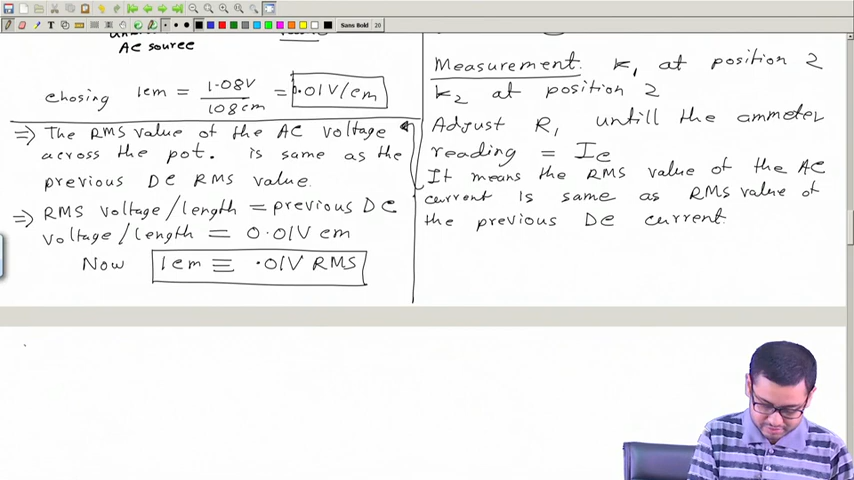 Sans Bold 20
AC source
chosing 1cm = 1.08V / 108cm = 0.01V/cm
⇒ The RMS value of the AC voltage
across the pot. is same as the
previous DC RMS value.
⇒ RMS voltage/length = previous DC
voltage/length = 0.01V cm
Now 1cm ≡ .01V RMS
Measurement: K1 at position 2
K2 at position 2
Adjust R1 untill the ammeter
reading = Ic
It means the RMS value of the AC
current is same as RMS value of
the previous DC current.